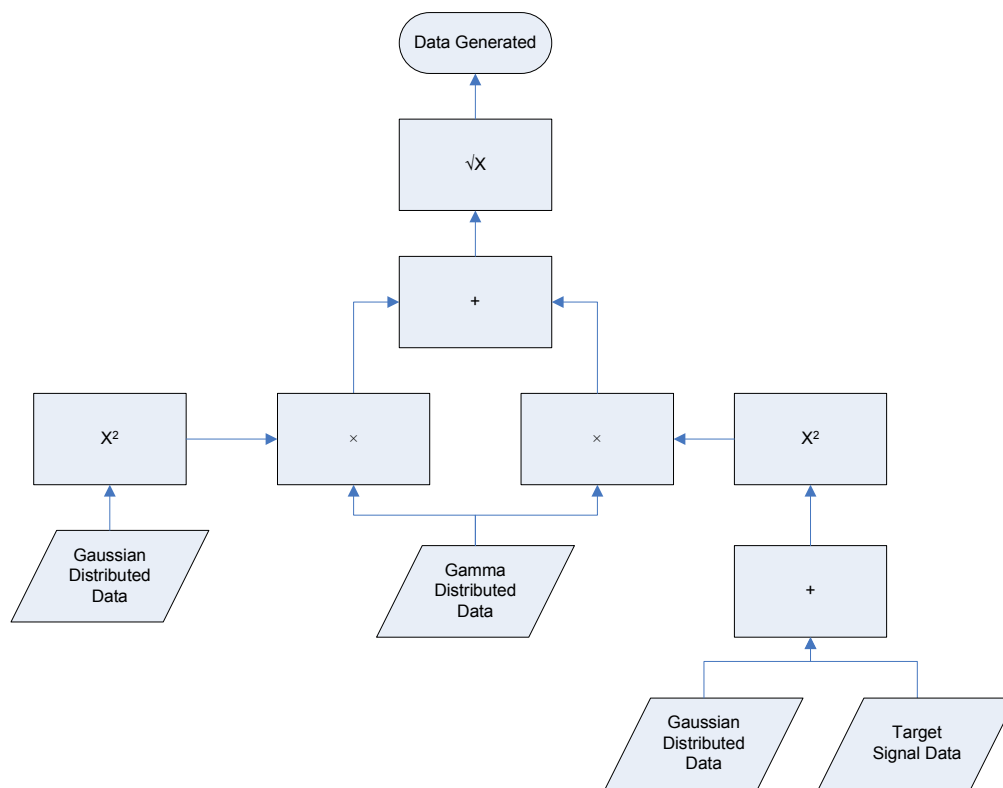 Data Generated
√X
+
X²
×
×
X²
Gaussian
Distributed
Data
Gamma
Distributed
Data
+
Gaussian
Distributed
Data
Target
Signal Data